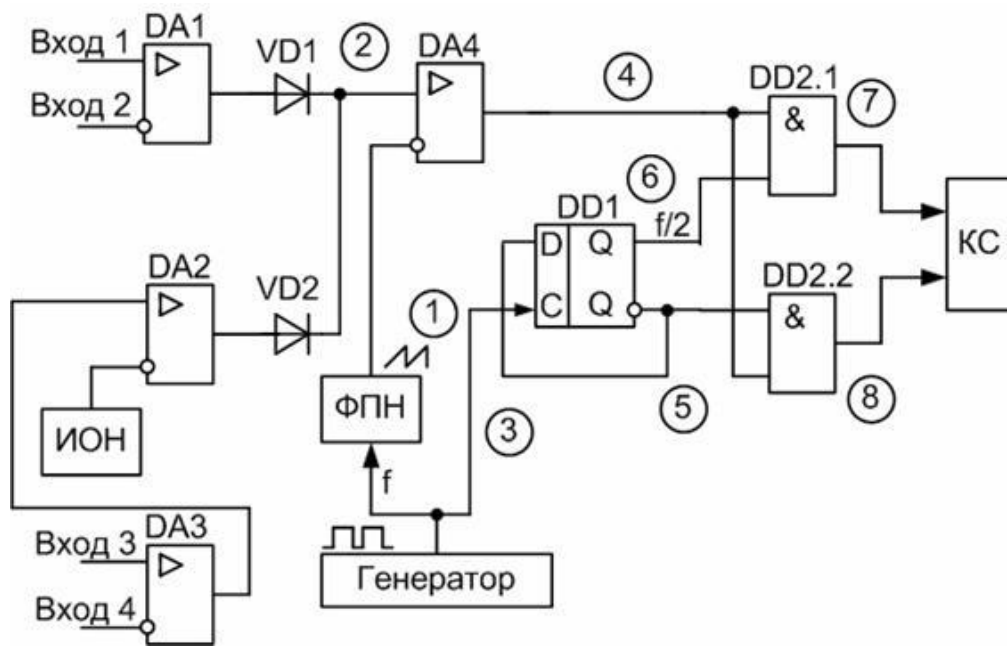 DA1
Вход 1
Вход 2
VD1
2
DA4
4
DD2.1
&
7
6
DD1
f/2
D
Q
C
Q
КС
DA2
VD2
1
DD2.2
&
ИОН
ФПН
3
5
8
f
DA3
Вход 3
Вход 4
Генератор